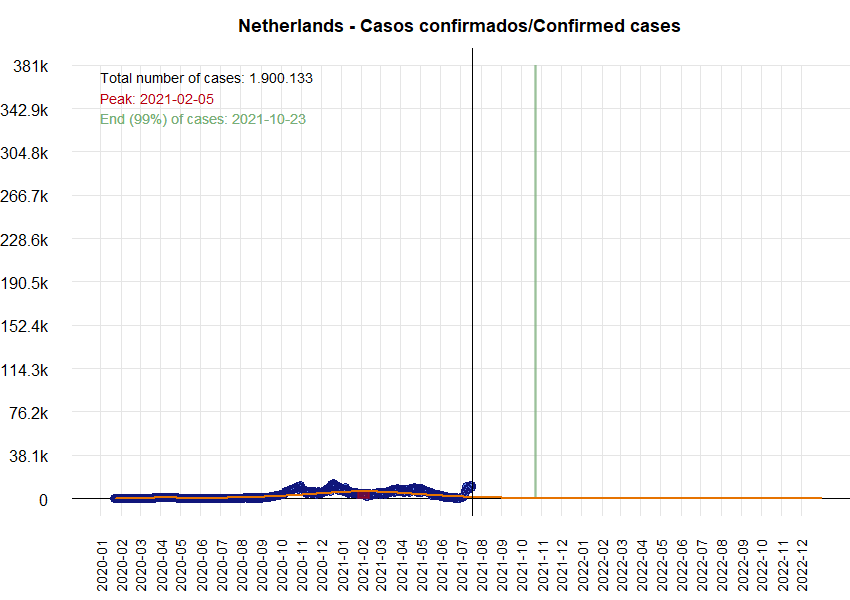 Netherlands - Casos confirmados/Confirmed cases
381k
342.9k
304.8k
266.7k
228.6k
190.5k
152.4k
114.3k
76.2k
38.1k
0
Total number of cases: 1.900.133
Peak: 2021-02-05
End (99%) of cases: 2021-10-23
2020-01
2020-02
2020-03
2020-04
2020-05
2020-06
2020-07
2020-08
2020-09
2020-10
2020-11
2020-12
2021-01
2021-02
2021-03
2021-04
2021-05
2021-06
2021-07
2021-08
2021-09
2021-10
2021-11
2021-12
2022-01
2022-02
2022-03
2022-04
2022-05
2022-06
2022-07
2022-08
2022-09
2022-10
2022-11
2022-12